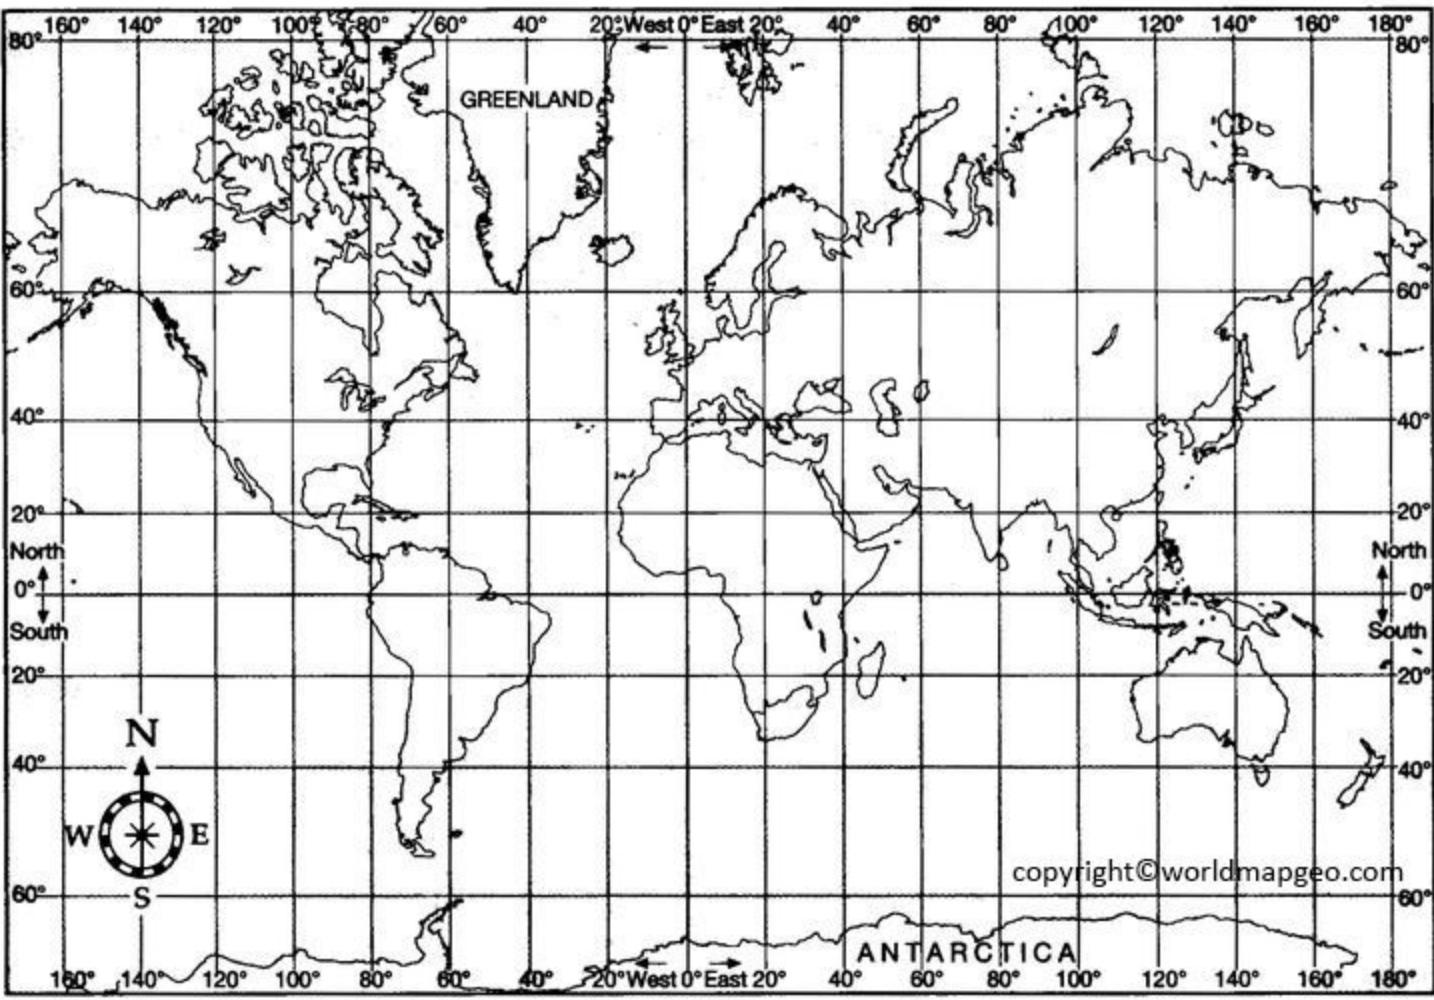 160° 140° 120° 100° 80° 60° 40° 20° West 0° East 20° 40° 60° 80° 100° 120° 140° 160° 180°
80° 80°
GREENLAND
60° 60°
40° 40°
20° 20°
North North
0° 0°
South South
20° 20°
N
40° 40°
W E
S
copyright©worldmapgeo.com
60° 60°
ANTARCTICA
160° 140° 120° 100° 80° 60° 40° 20° West 0° East 20° 40° 60° 80° 100° 120° 140° 160° 180°